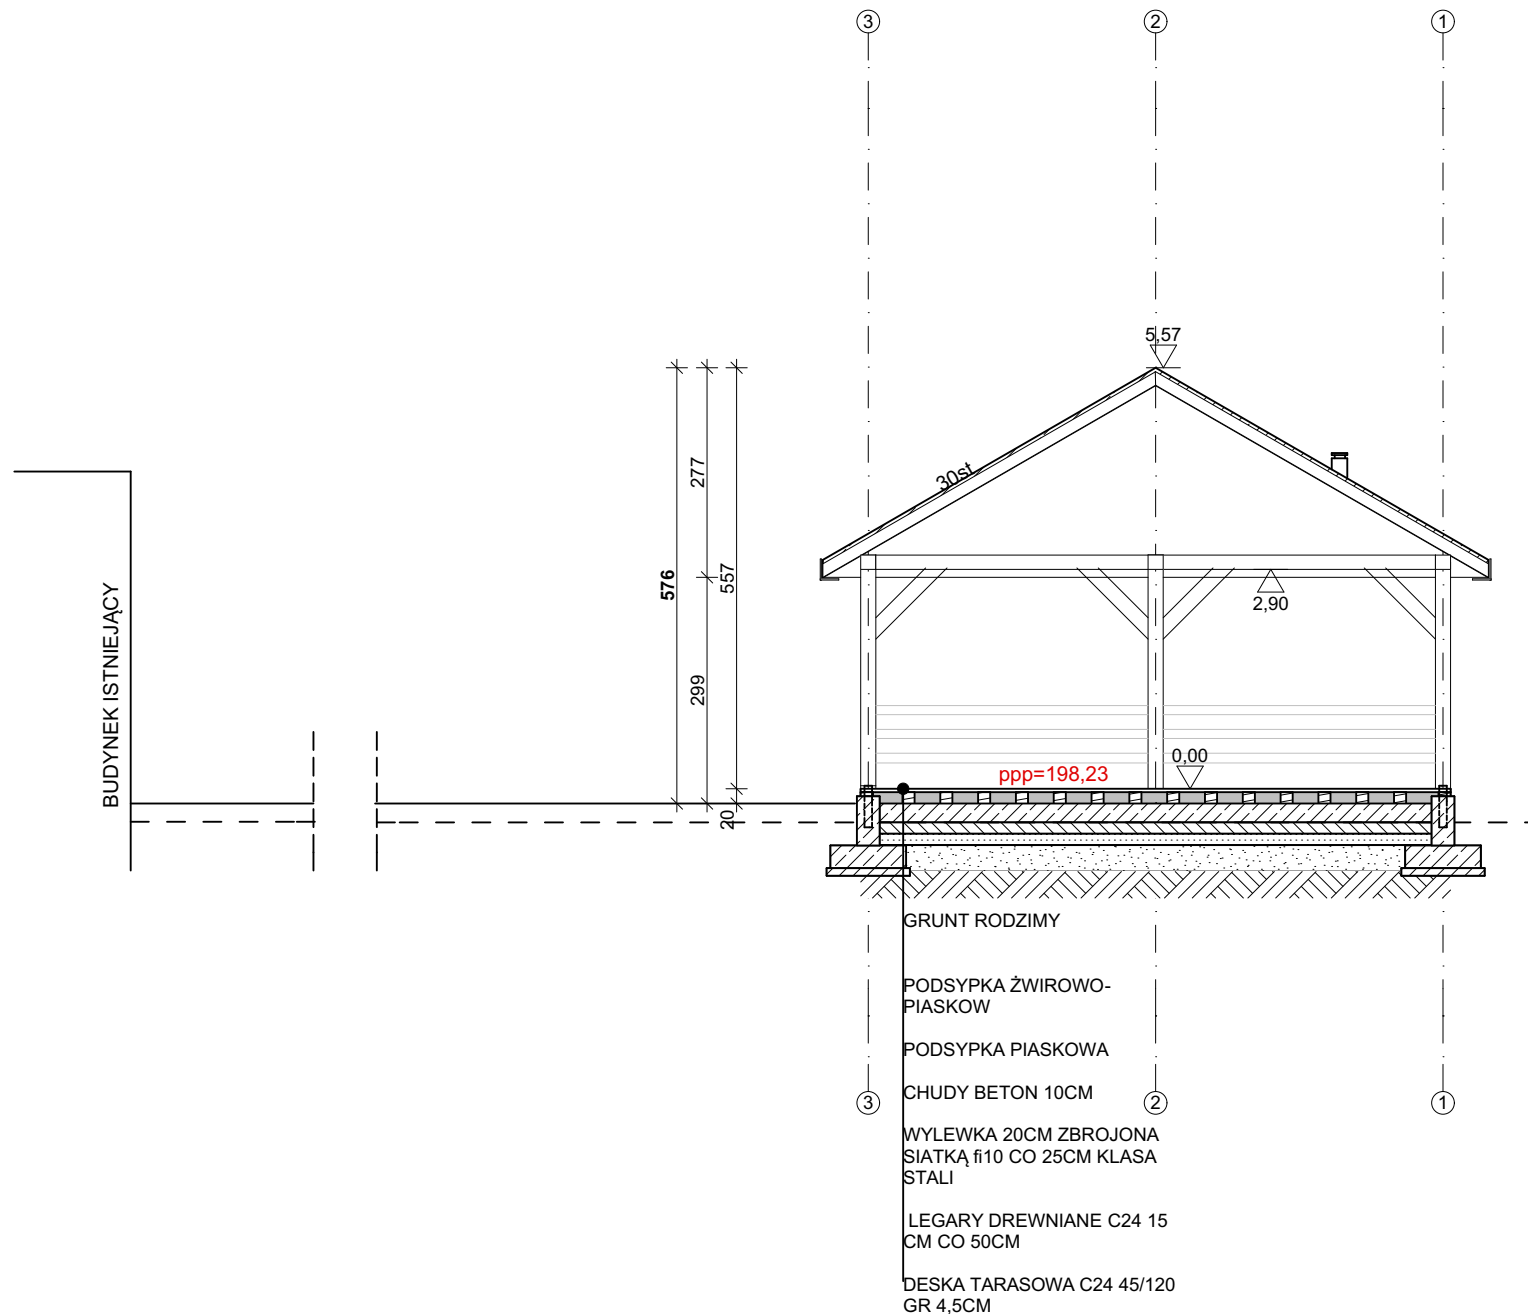 3
2
1
5,57
30st
277
576
557
2,90
BUDYNEK ISTNIEJĄCY
299
0,00
ppp=198,23
20
GRUNT RODZIMY
PODSYPKA ŻWIROWO-
PIASKOW
PODSYPKA PIASKOWA
CHUDY BETON 10CM
3
2
1
WYLEWKA 20CM ZBROJONA
SIATKĄ fi10 CO 25CM KLASA
STALI
LEGARY DREWNIANE C24 15
CM CO 50CM
DESKA TARASOWA C24 45/120
GR 4,5CM